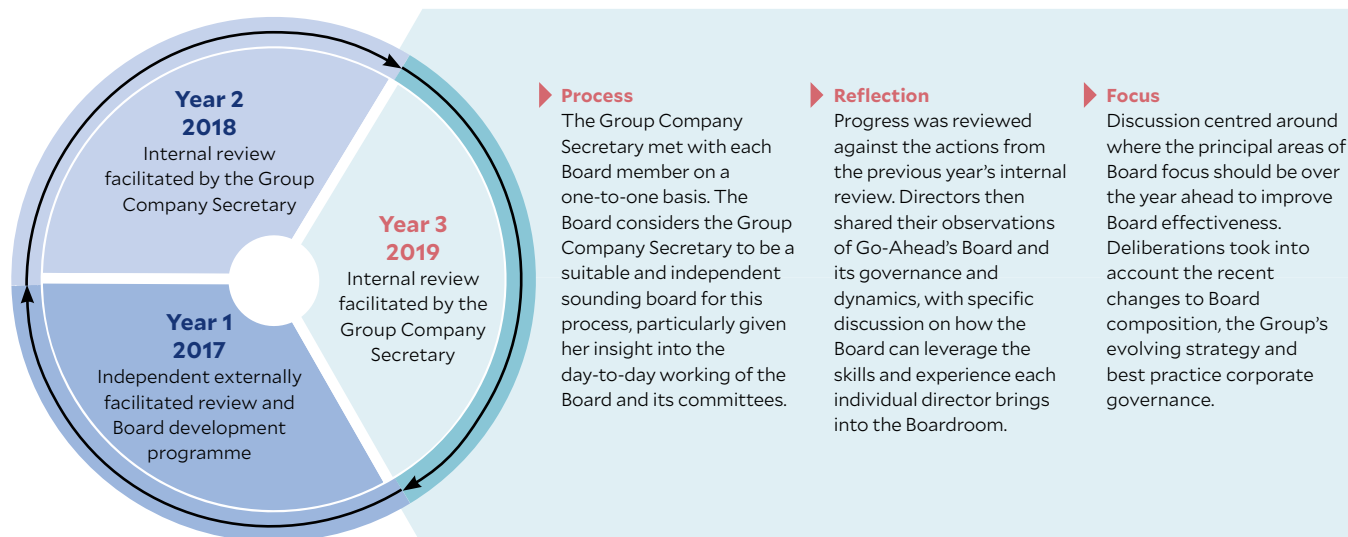 Year 2
2018
Internal review
facilitated by the Group
Company Secretary
Year 3
2019
Internal review
facilitated by the
Group Company
Secretary
Year 1
2017
Independent externally
facilitated review and
Board development
programme
Process
The Group Company
Secretary met with each
Board member on a
one-to-one basis. The
Board considers the Group
Company Secretary to be a
suitable and independent
sounding board for this
process, particularly given
her insight into the
day-to-day working of the
Board and its committees.
Reflection
Progress was reviewed
against the actions from
the previous year’s internal
review. Directors then
shared their observations
of Go-Ahead’s Board and
its governance and
dynamics, with specific
discussion on how the
Board can leverage the
skills and experience each
individual director brings
into the Boardroom.
Focus
Discussion centred around
where the principal areas of
Board focus should be over
the year ahead to improve
Board effectiveness.
Deliberations took into
account the recent
changes to Board
composition, the Group’s
evolving strategy and
best practice corporate
governance.